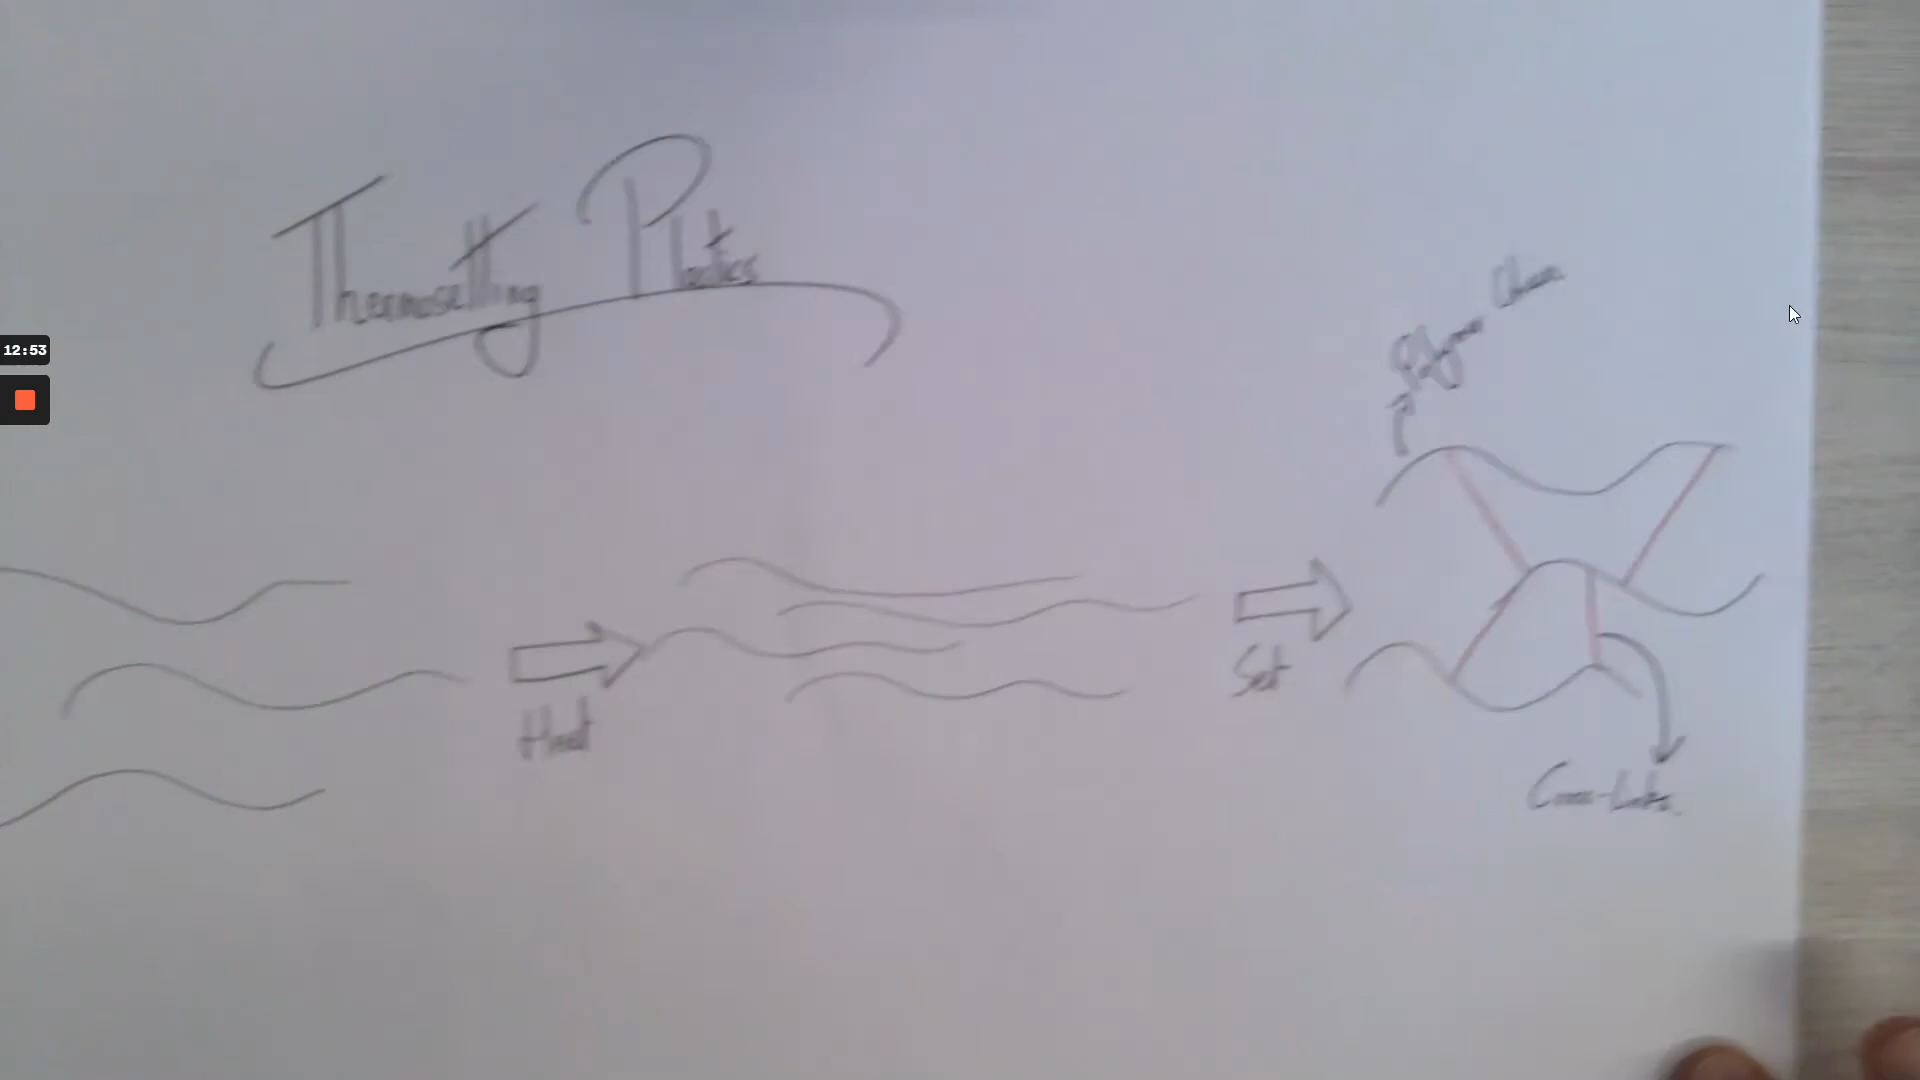 Thermosetting Plastics
Polymer Chain
12:53
Set
Heat
Cross-Links.